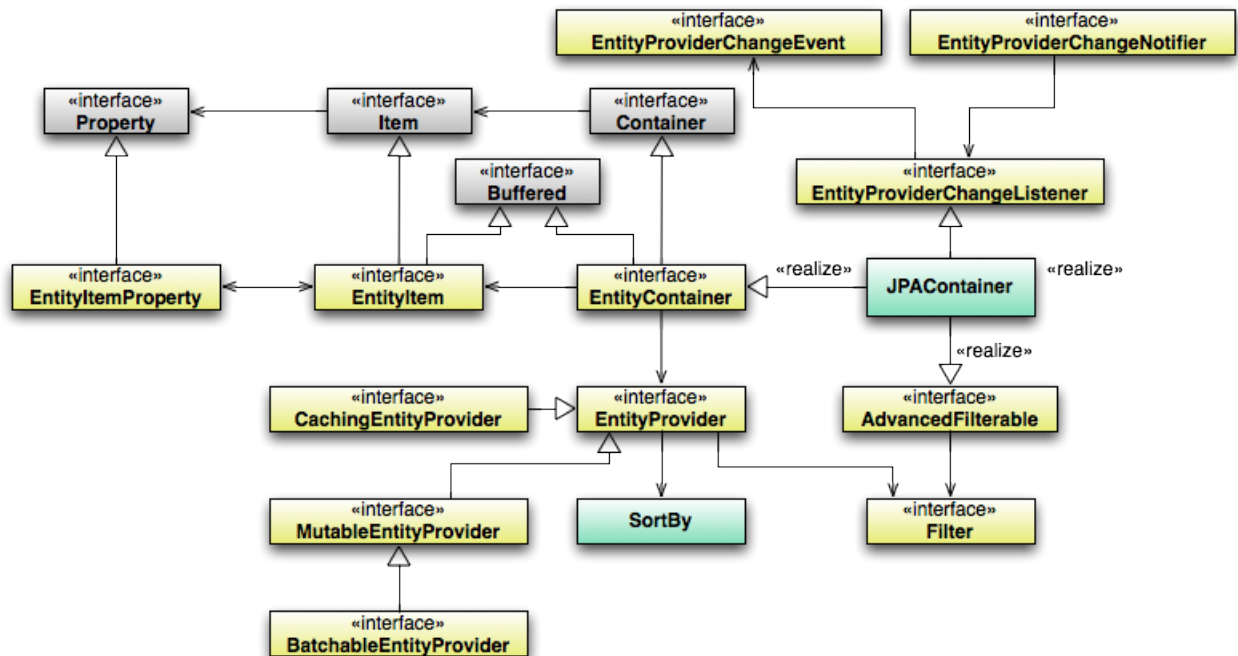 «interface»
EntityProviderChangeEvent
«interface»
EntityProviderChangeNotifier
«interface»
Property
«interface»
Item
«interface»
Container
«interface»
Buffered
«interface»
EntityProviderChangeListener
«interface»
EntityItemProperty
«interface»
EntityItem
«interface»
EntityContainer
«realize»
JPAContainer
«realize»
«realize»
«interface»
CachingEntityProvider
«interface»
EntityProvider
«interface»
AdvancedFilterable
«interface»
MutableEntityProvider
SortBy
«interface»
Filter
«interface»
BatchableEntityProvider